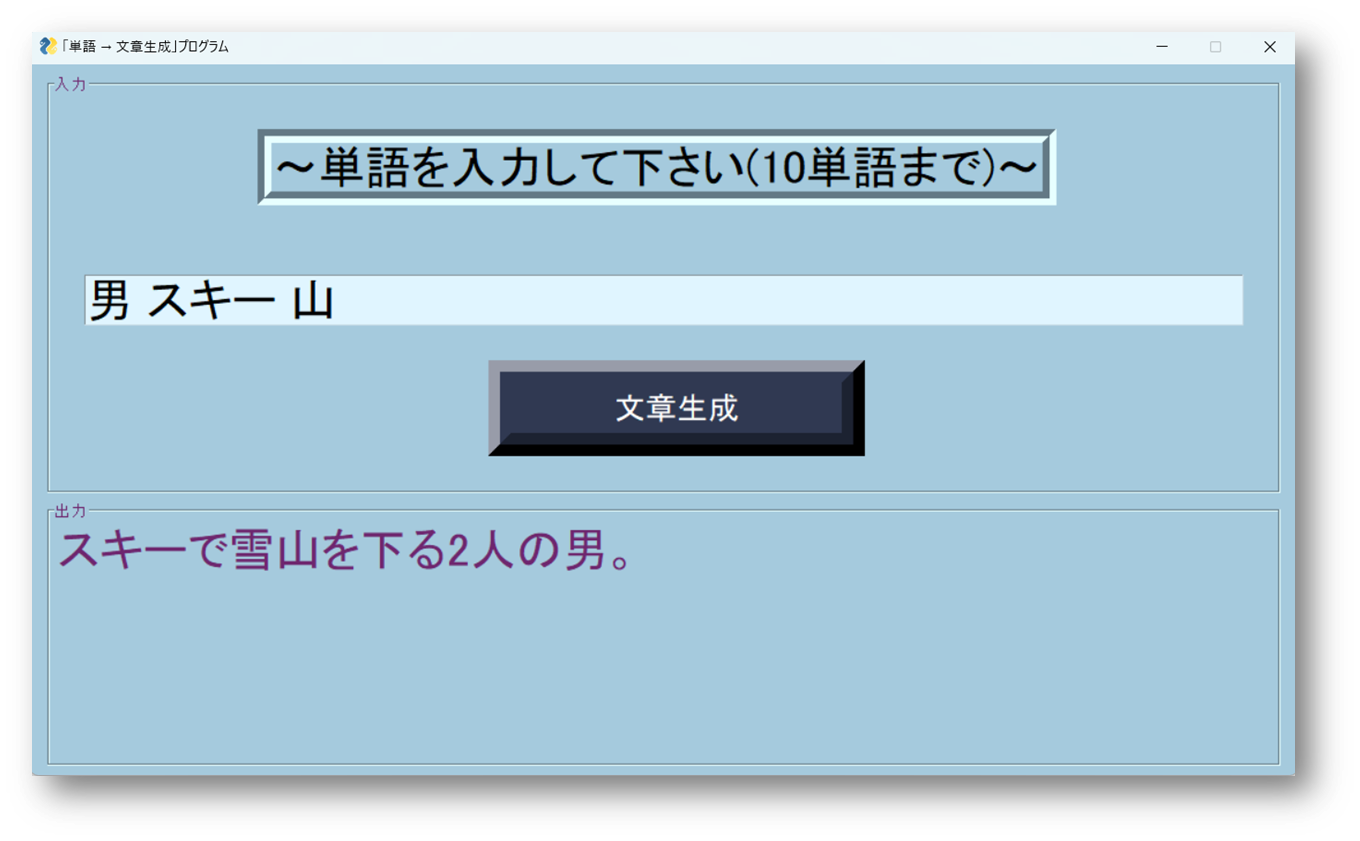 「単語 → 文章生成」プログラム
入力
～単語を入力して下さい(10単語まで)～
男 スキー 山
文章生成
出力
スキーで雪山を下る2人の男。